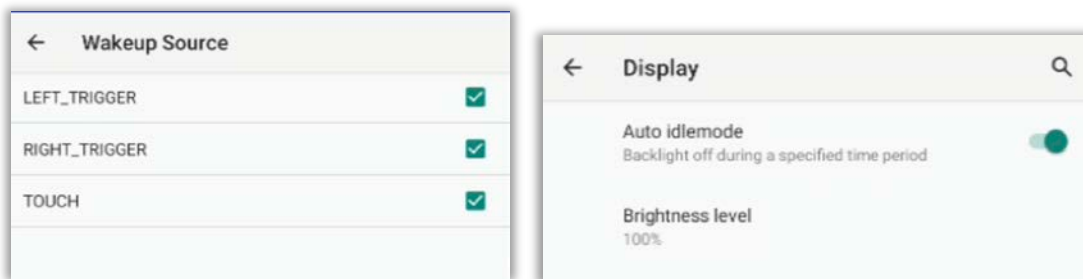 Wakeup Source
LEFT_TRIGGER
RIGHT_TRIGGER
TOUCH
Display
Auto idlemode
Backlight off during a specified time period
Brightness level
100%